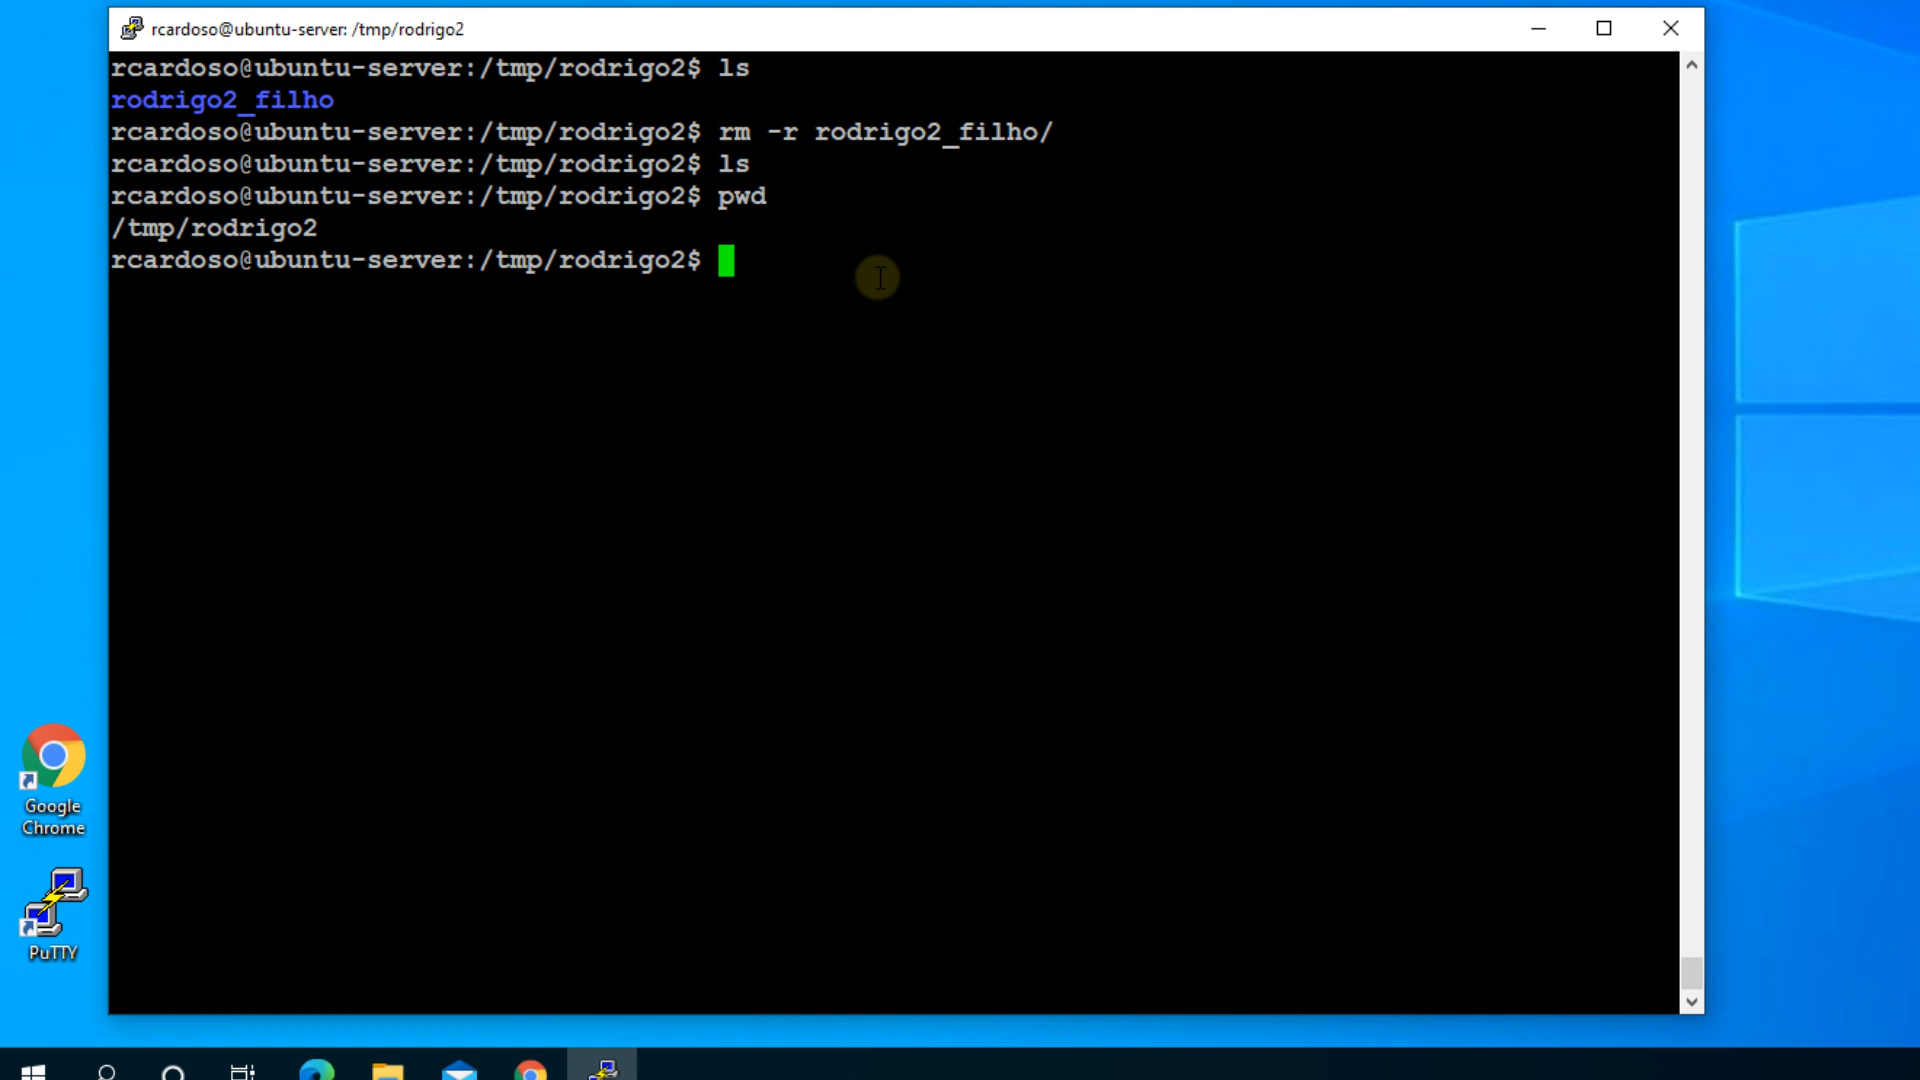 rcardoso@ubuntu-server: /tmp/rodrigo2
rcardoso@ubuntu-server:/tmp/rodrigo2$ ls
rodrigo2_filho
rcardoso@ubuntu-server:/tmp/rodrigo2$ rm -r rodrigo2_filho/
rcardoso@ubuntu-server:/tmp/rodrigo2$ ls
rcardoso@ubuntu-server:/tmp/rodrigo2$ pwd
/tmp/rodrigo2
rcardoso@ubuntu-server:/tmp/rodrigo2$
Google
Chrome
PuTTY